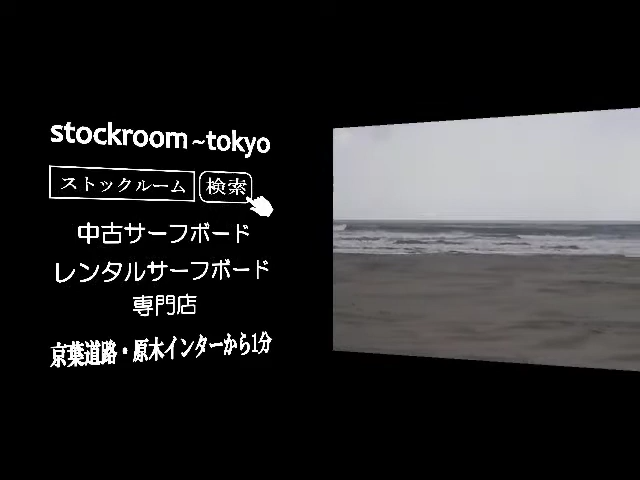 stockroom~tokyo
ストックルーム 検索
中古サーフボード
レンタルサーフボード
専門店
京葉道路・原木インターから1分